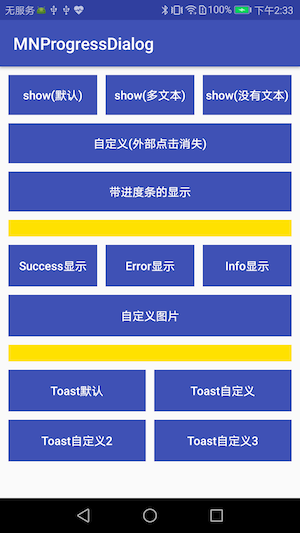 无服务 100% 下午2:33
MNProgressDialog
show(默认) show(多文本) show(没有文本)
自定义(外部点击消失)
带进度条的显示
Success显示 Error显示 Info显示
自定义图片
Toast默认 Toast自定义
Toast自定义2 Toast自定义3